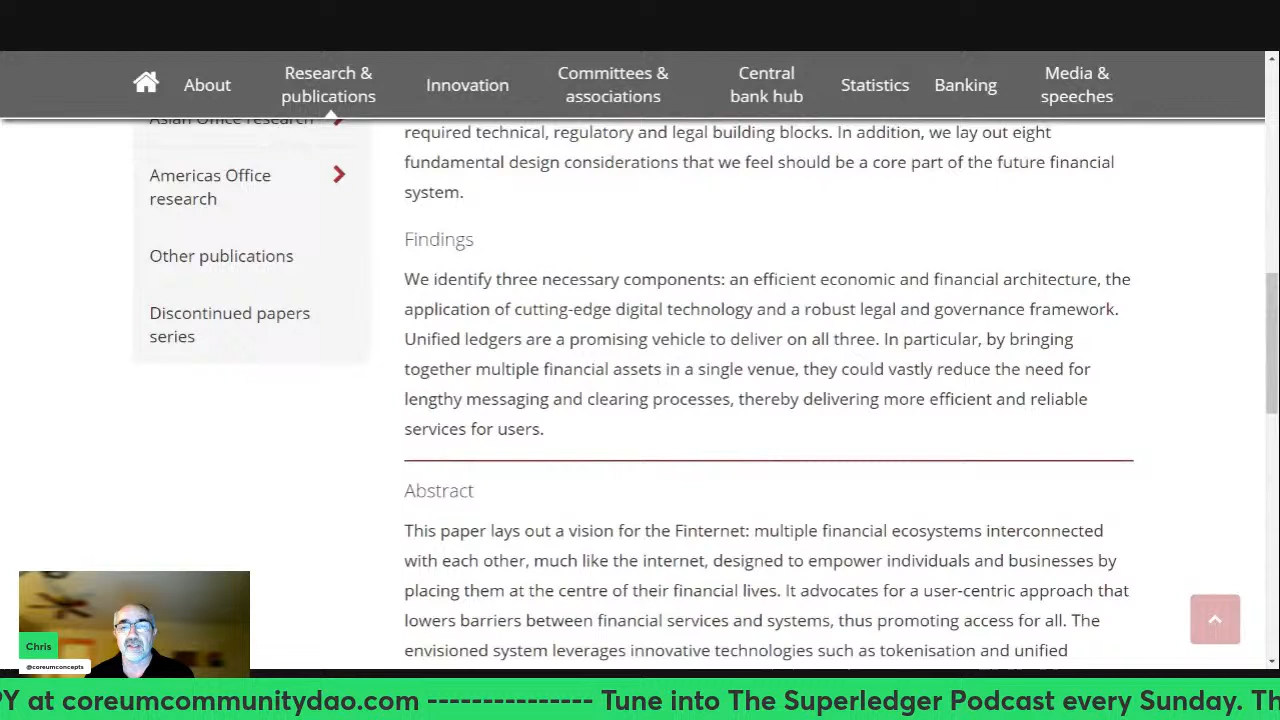 About
Research &
publications
Innovation
Committees &
associations
Central
bank hub
Statistics
Banking
Media &
speeches
Asian Office research
Americas Office
research
Other publications
Discontinued papers
series
required technical, regulatory and legal building blocks. In addition, we lay out eight
fundamental design considerations that we feel should be a core part of the future financial
system.
Findings
We identify three necessary components: an efficient economic and financial architecture, the
application of cutting-edge digital technology and a robust legal and governance framework.
Unified ledgers are a promising vehicle to deliver on all three. In particular, by bringing
together multiple financial assets in a single venue, they could vastly reduce the need for
lengthy messaging and clearing processes, thereby delivering more efficient and reliable
services for users.
Abstract
This paper lays out a vision for the Finternet: multiple financial ecosystems interconnected
with each other, much like the internet, designed to empower individuals and businesses by
placing them at the centre of their financial lives. It advocates for a user-centric approach that
lowers barriers between financial services and systems, thus promoting access for all. The
envisioned system leverages innovative technologies such as tokenisation and unified
Chris
@coreumconcepts
PY at coreumcommunitydao.com --------------- Tune into The Superledger Podcast every Sunday. Th